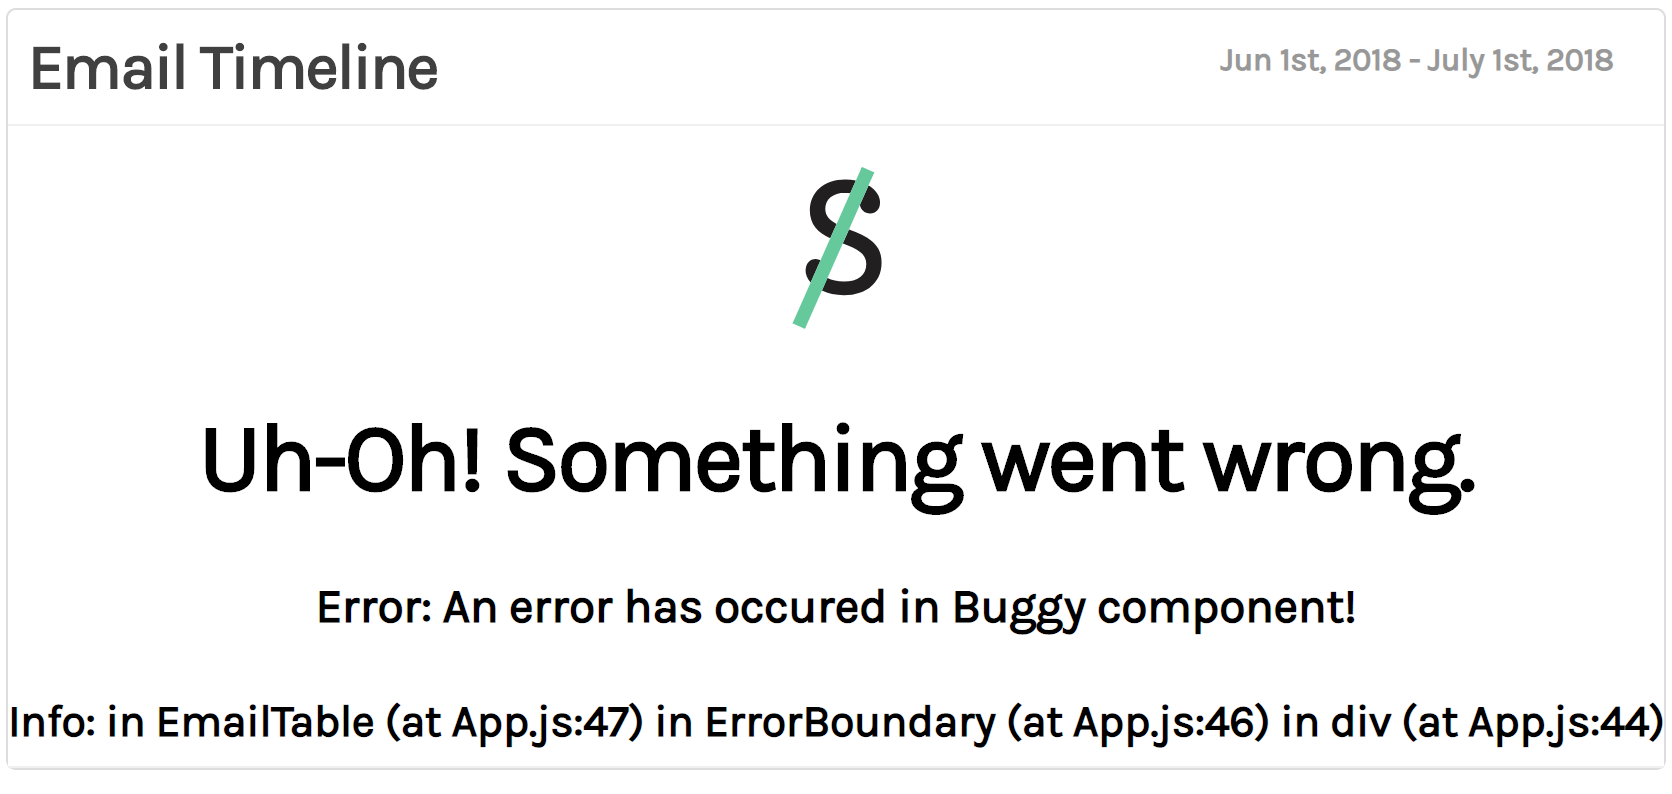 Email Timeline
Jun 1st, 2018 - July 1st, 2018
S
Uh-Oh! Something went wrong.
Error: An error has occured in Buggy component!
Info: in EmailTable (at App.js:47) in ErrorBoundary (at App.js:46) in div (at App.js:44)